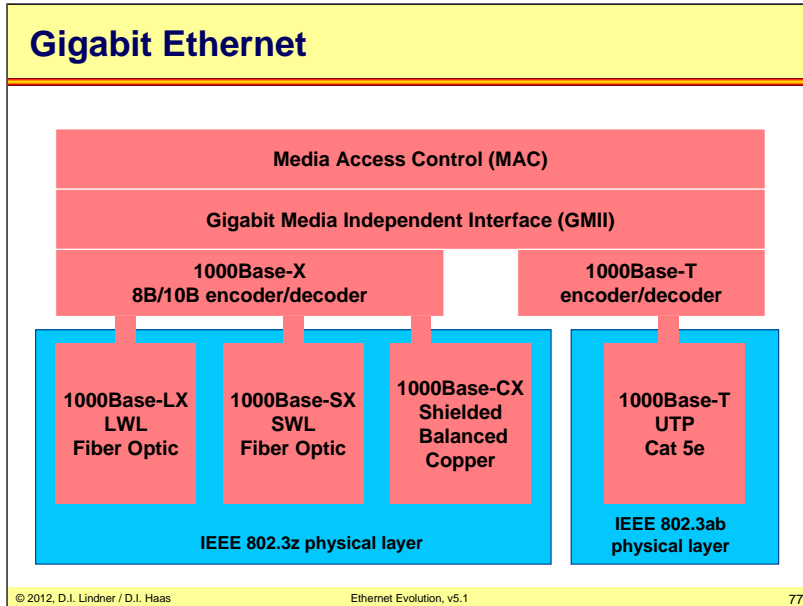 Gigabit Ethernet
Media Access Control (MAC)
Gigabit Media Independent Interface (GMII)
1000Base-X
8B/10B encoder/decoder
1000Base-T
encoder/decoder
1000Base-LX
LWL
Fiber Optic
1000Base-SX
SWL
Fiber Optic
1000Base-CX
Shielded
Balanced
Copper
1000Base-T
UTP
Cat 5e
IEEE 802.3z physical layer
IEEE 802.3ab
physical layer
© 2012, D.I. Lindner / D.I. Haas
Ethernet Evolution, v5.1
77